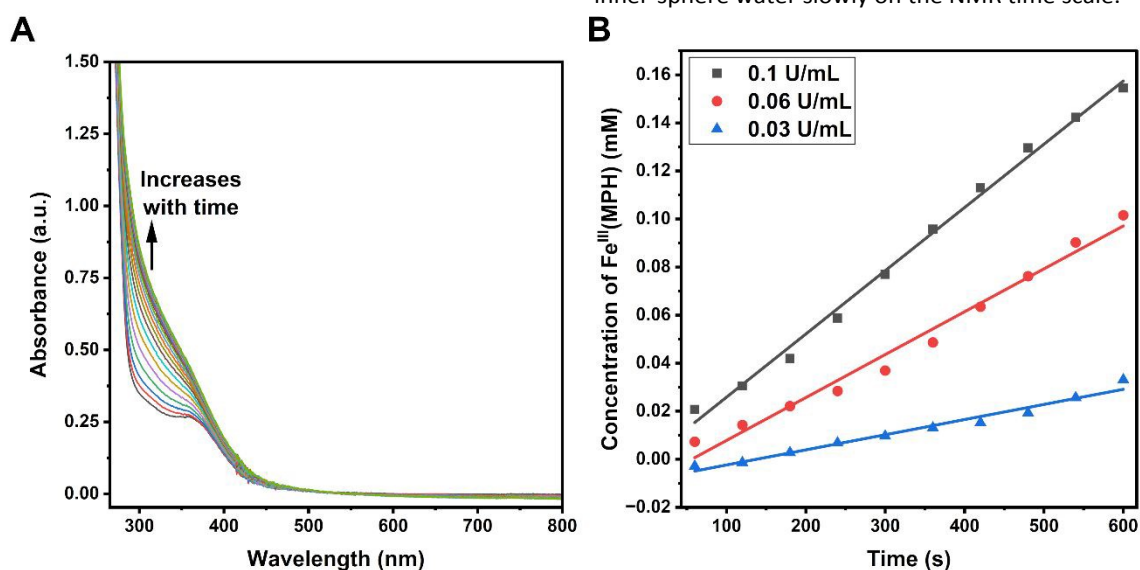 inner-sphere water slowly on the NMR time scale.
A
B
1.50
1.25
1.00
0.75
0.50
0.25
0.00
Absorbance (a.u.)
Increases
with time
300 400 500 600 700 800
Wavelength (nm)
0.16
0.14
0.12
0.10
0.08
0.06
0.04
0.02
0.00
−0.02
Concentration of Feᴵᴵᴵ(MPH) (mM)
0.1 U/mL
0.06 U/mL
0.03 U/mL
100 200 300 400 500 600
Time (s)